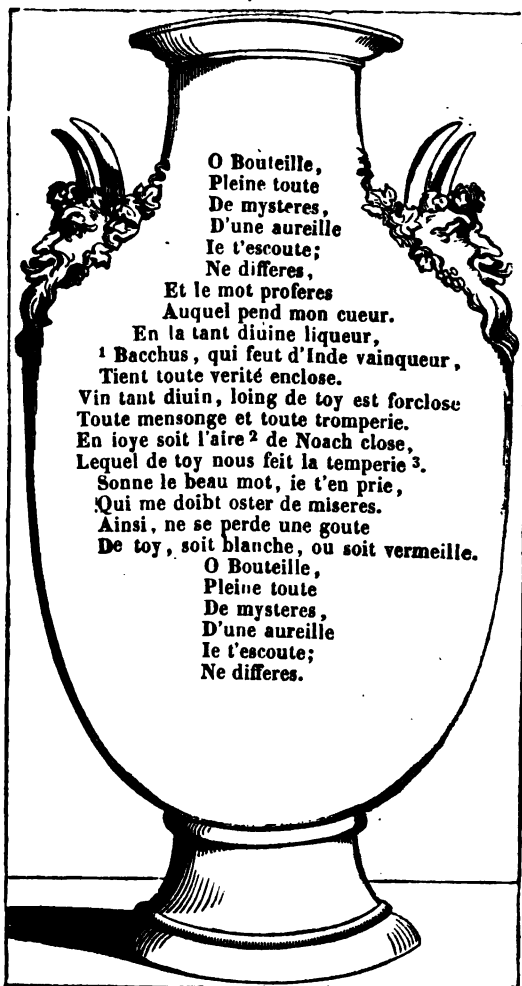 O Bouteille,
Pleine toute
De mysteres,
D'une aureille
Ie t'escoute;
Ne differes,
Et le mot proferes
Auquel pend mon cueur.
En la tant diuine liqueur,
¹ Bacchus, qui feut d'Inde vainqueur,
Tient toute verité enclose.
Vin tant diuin, loing de toy est forclose
Toute mensonge et toute tromperie.
En ioye soit l'aire ² de Noach close,
Lequel de toy nous feit la temperie ³.
Sonne le beau mot, ie t'en prie,
Qui me doibt oster de miseres.
Ainsi, ne se perde une goute
De toy, soit blanche, ou soit vermeille.
O Bouteille,
Pleine toute
De mysteres,
D'une aureille
Ie t'escoute;
Ne differes.